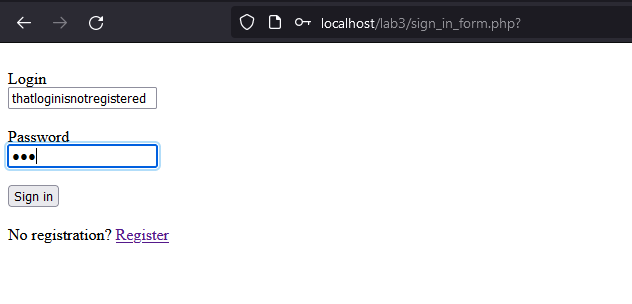 localhost/lab3/sign_in_form.php?
Login
thatloginisnotregistered
Password
●●●
Sign in
No registration? Register